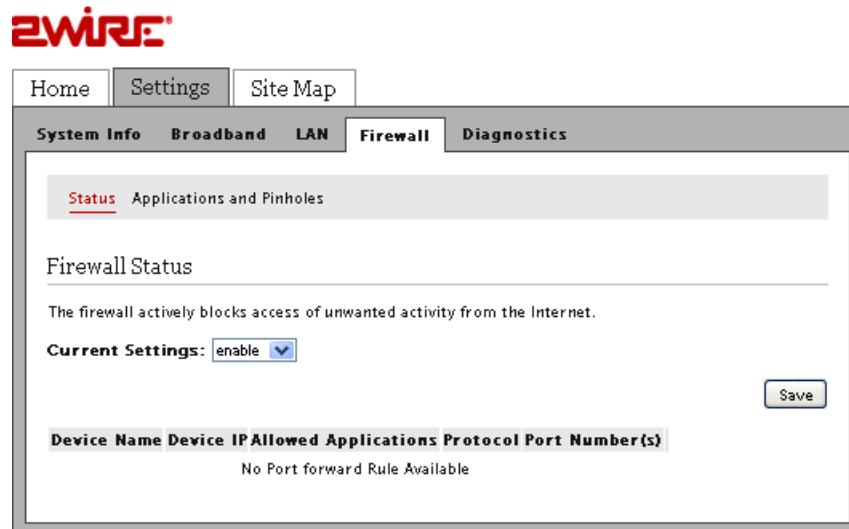 2WIRE®
Home Settings Site Map
System Info Broadband LAN Firewall Diagnostics
Status Applications and Pinholes
Firewall Status
The firewall actively blocks access of unwanted activity from the Internet.
Current Settings: enable
Save
Device Name Device IP Allowed Applications Protocol Port Number(s)
No Port forward Rule Available